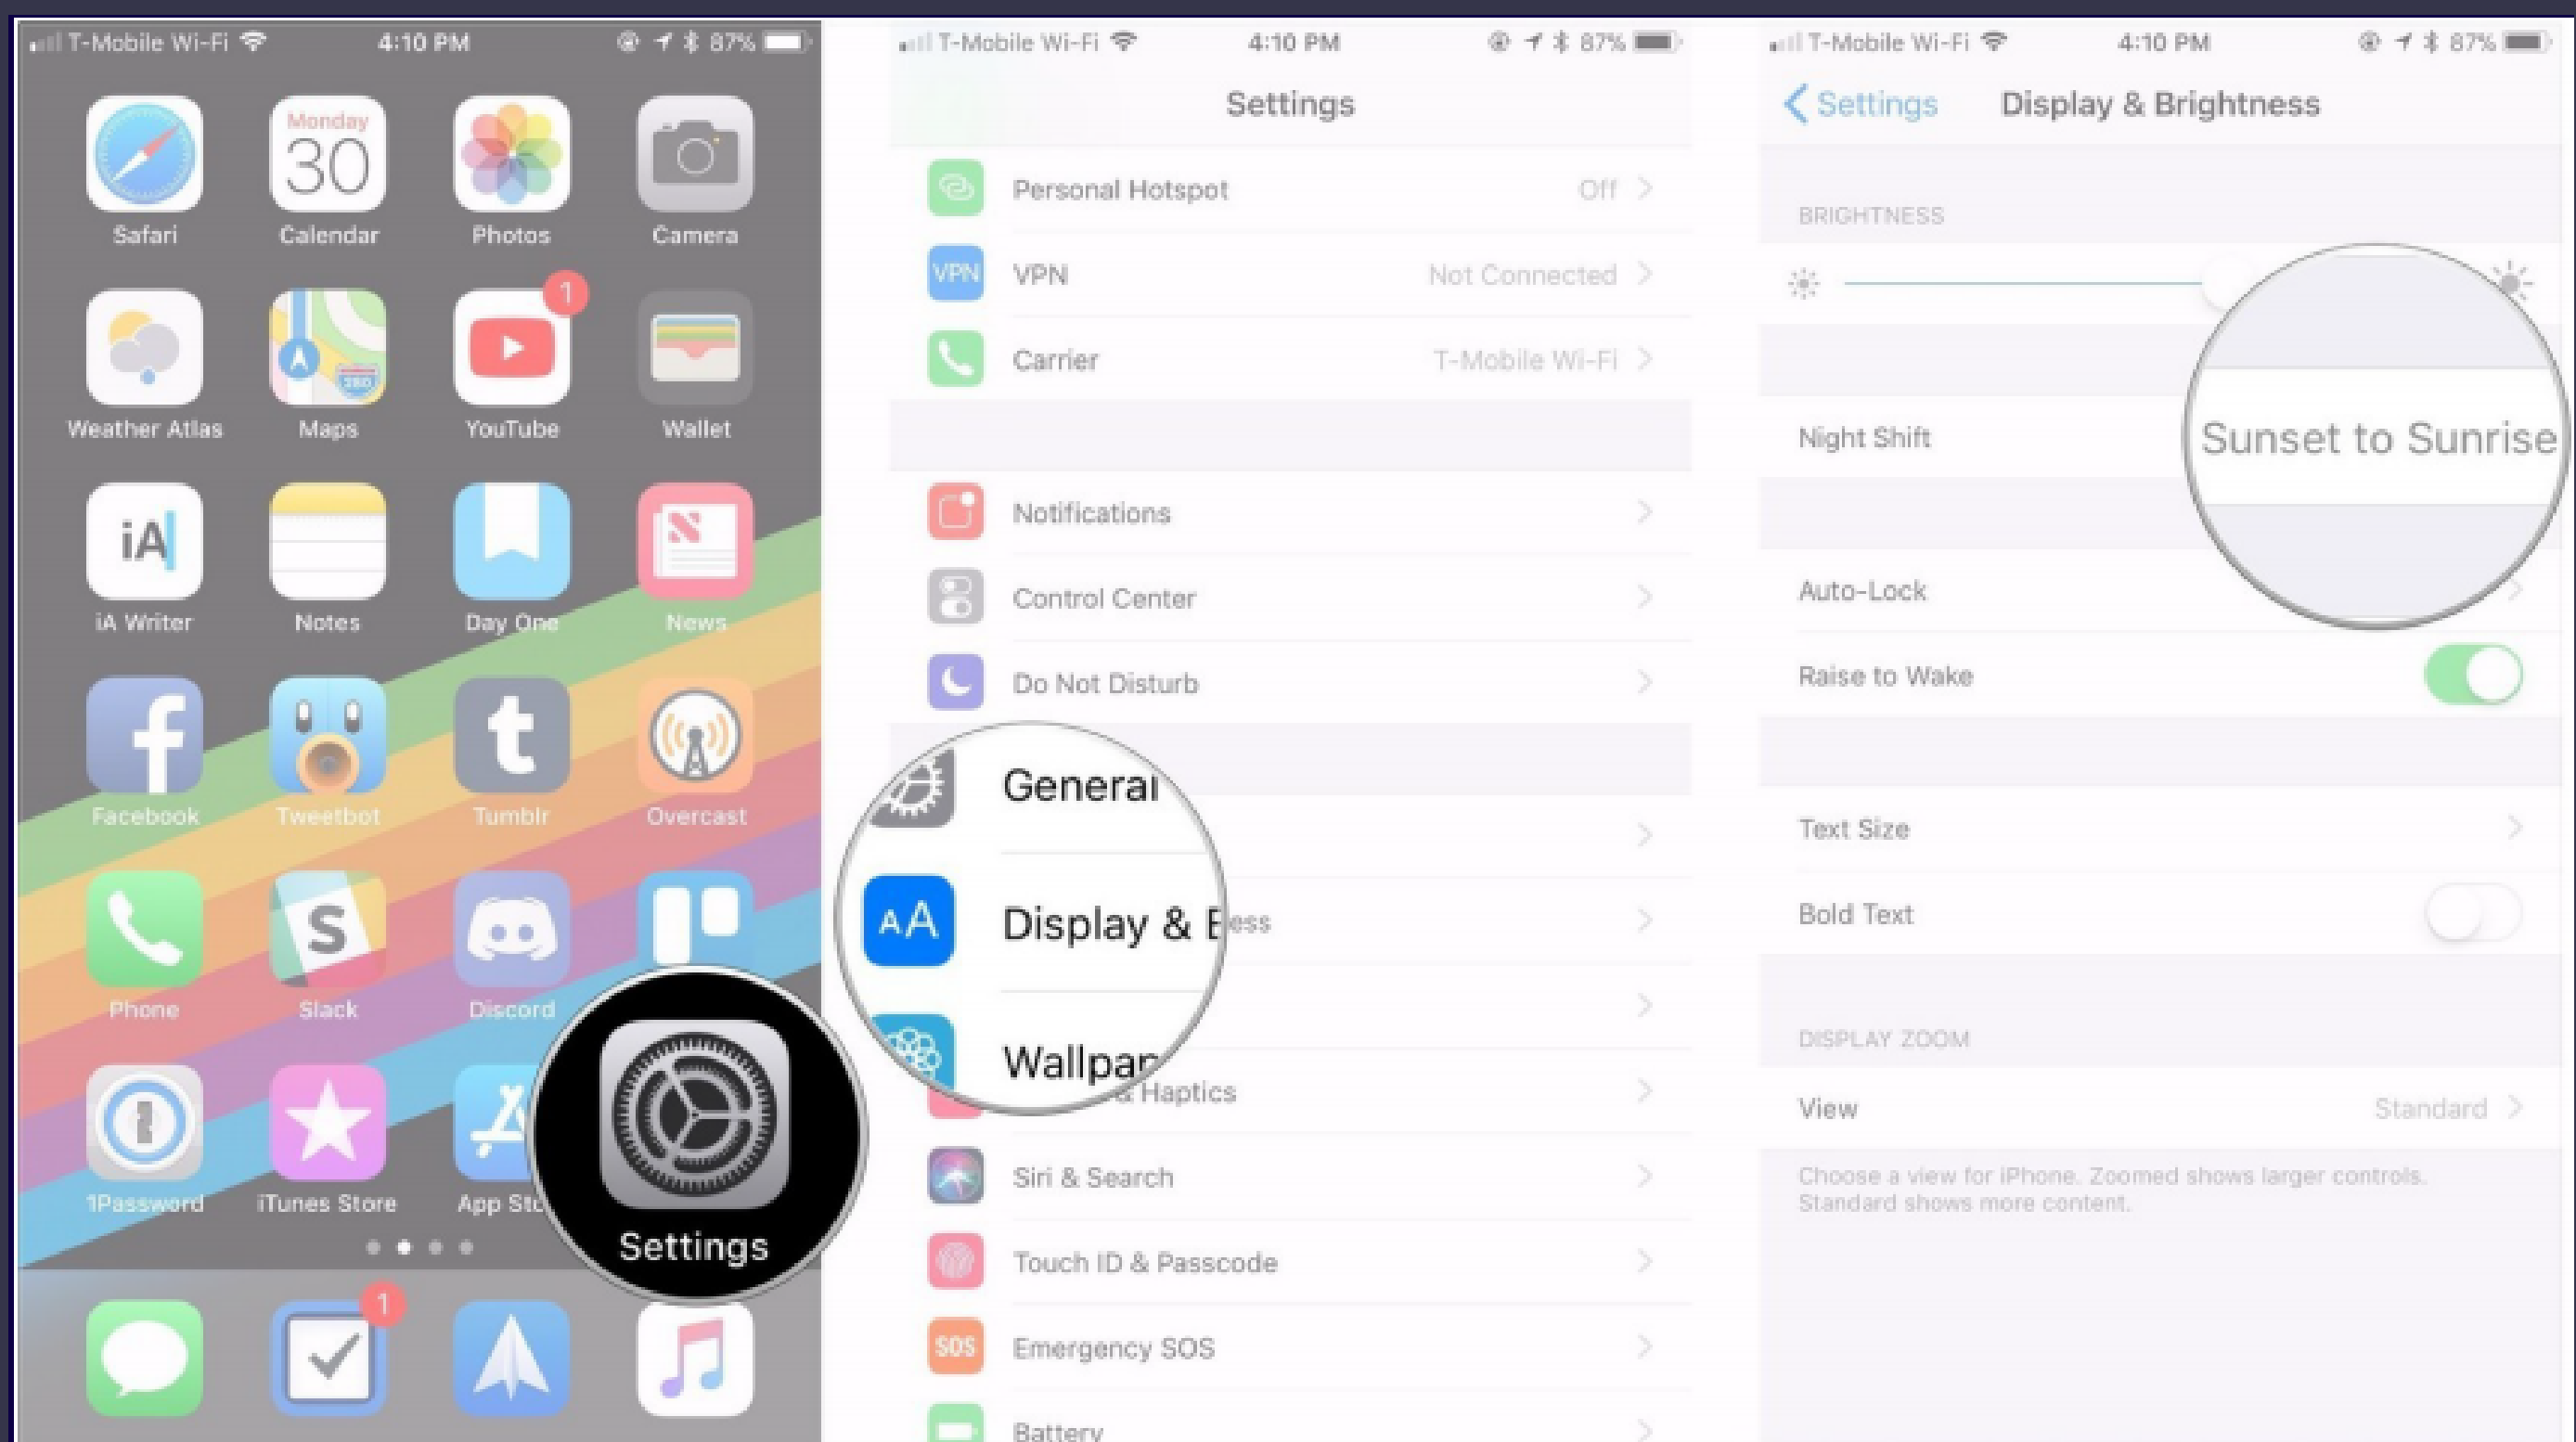 T-Mobile Wi-Fi 4:10 PM 87%
Monday
30
Safari Calendar Photos Camera
1
280
Weather Atlas Maps YouTube Wallet
iA
iA Writer Notes Day One News
Facebook Tweetbot Tumblr Overcast
S
Phone Slack Discord
1Password iTunes Store App Sto
Settings
1
T-Mobile Wi-Fi 4:10 PM 87%
Settings
Personal Hotspot Off
VPN VPN Not Connected
Carrier T-Mobile Wi-Fi
Notifications
Control Center
Do Not Disturb
General
AA Display & B ess
Wallpap
& Haptics
Siri & Search
Touch ID & Passcode
SOS Emergency SOS
Battery
T-Mobile Wi-Fi 4:10 PM 87%
Settings Display & Brightness
BRIGHTNESS
Night Shift Sunset to Sunrise
Auto-Lock
Raise to Wake
Text Size
Bold Text
DISPLAY ZOOM
View Standard
Choose a view for iPhone. Zoomed shows larger controls.
Standard shows more content.